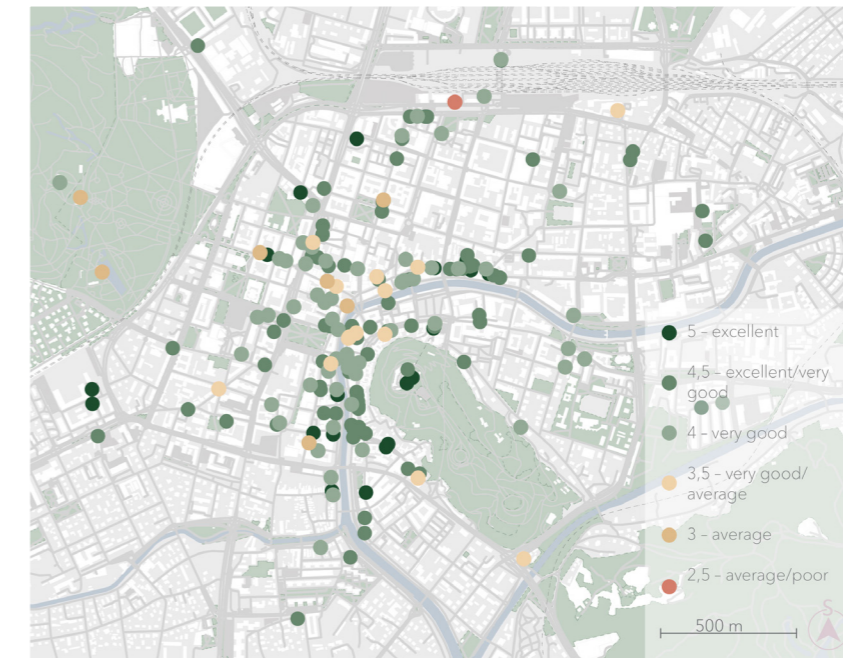 5 – excellent
4,5 – excellent/very
good
4 – very good
3,5 – very good/
average
3 – average
2,5 – average/poor
S
500 m